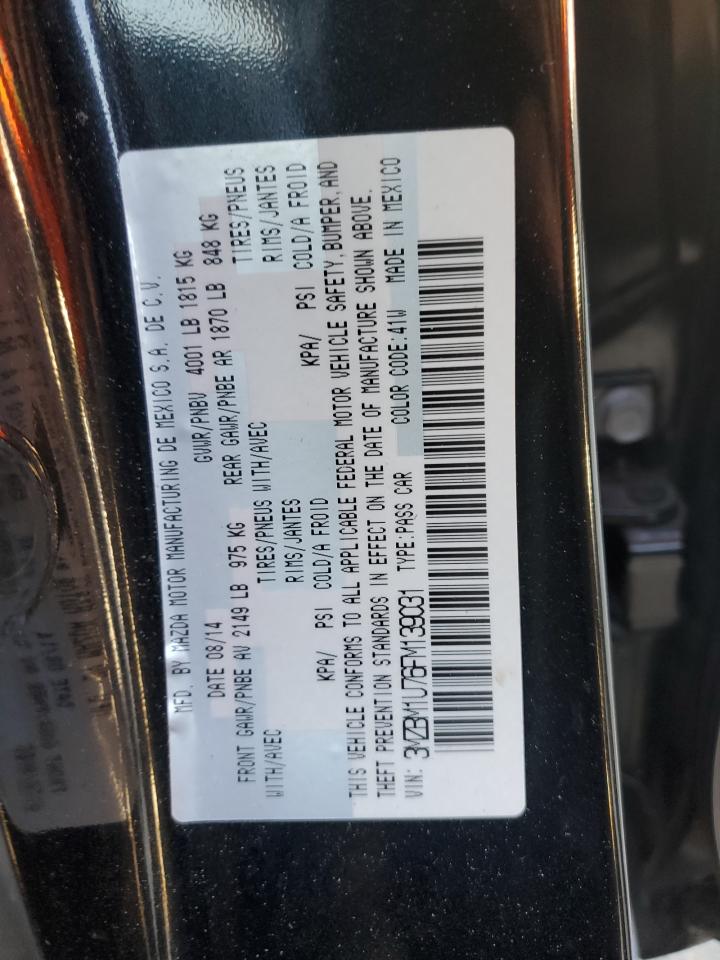 MFD. BY MAZDA MOTOR MANUFACTURING DE MEXICO S.A. DE C.V.
DATE 08/14 GVWR/PNBV 4001 LB 1815 KG
FRONT GAWR/PNBE AV 2149 LB 975 KG REAR GAWR/PNBE AR 1870 LB 848 KG
WITH/AVEC TIRES/PNEUS WITH/AVEC TIRES/PNEUS
RIMS/JANTES RIMS/JANTES
KPA/ PSI COLD/A FROID KPA/ PSI COLD/A FROID
THIS VEHICLE CONFORMS TO ALL APPLICABLE FEDERAL MOTOR VEHICLE SAFETY, BUMPER, AND
THEFT PREVENTION STANDARDS IN EFFECT ON THE DATE OF MANUFACTURE SHOWN ABOVE.
VIN: 3MZBM1U76FM139031 TYPE:PASS CAR COLOR CODE:41W MADE IN MEXICO